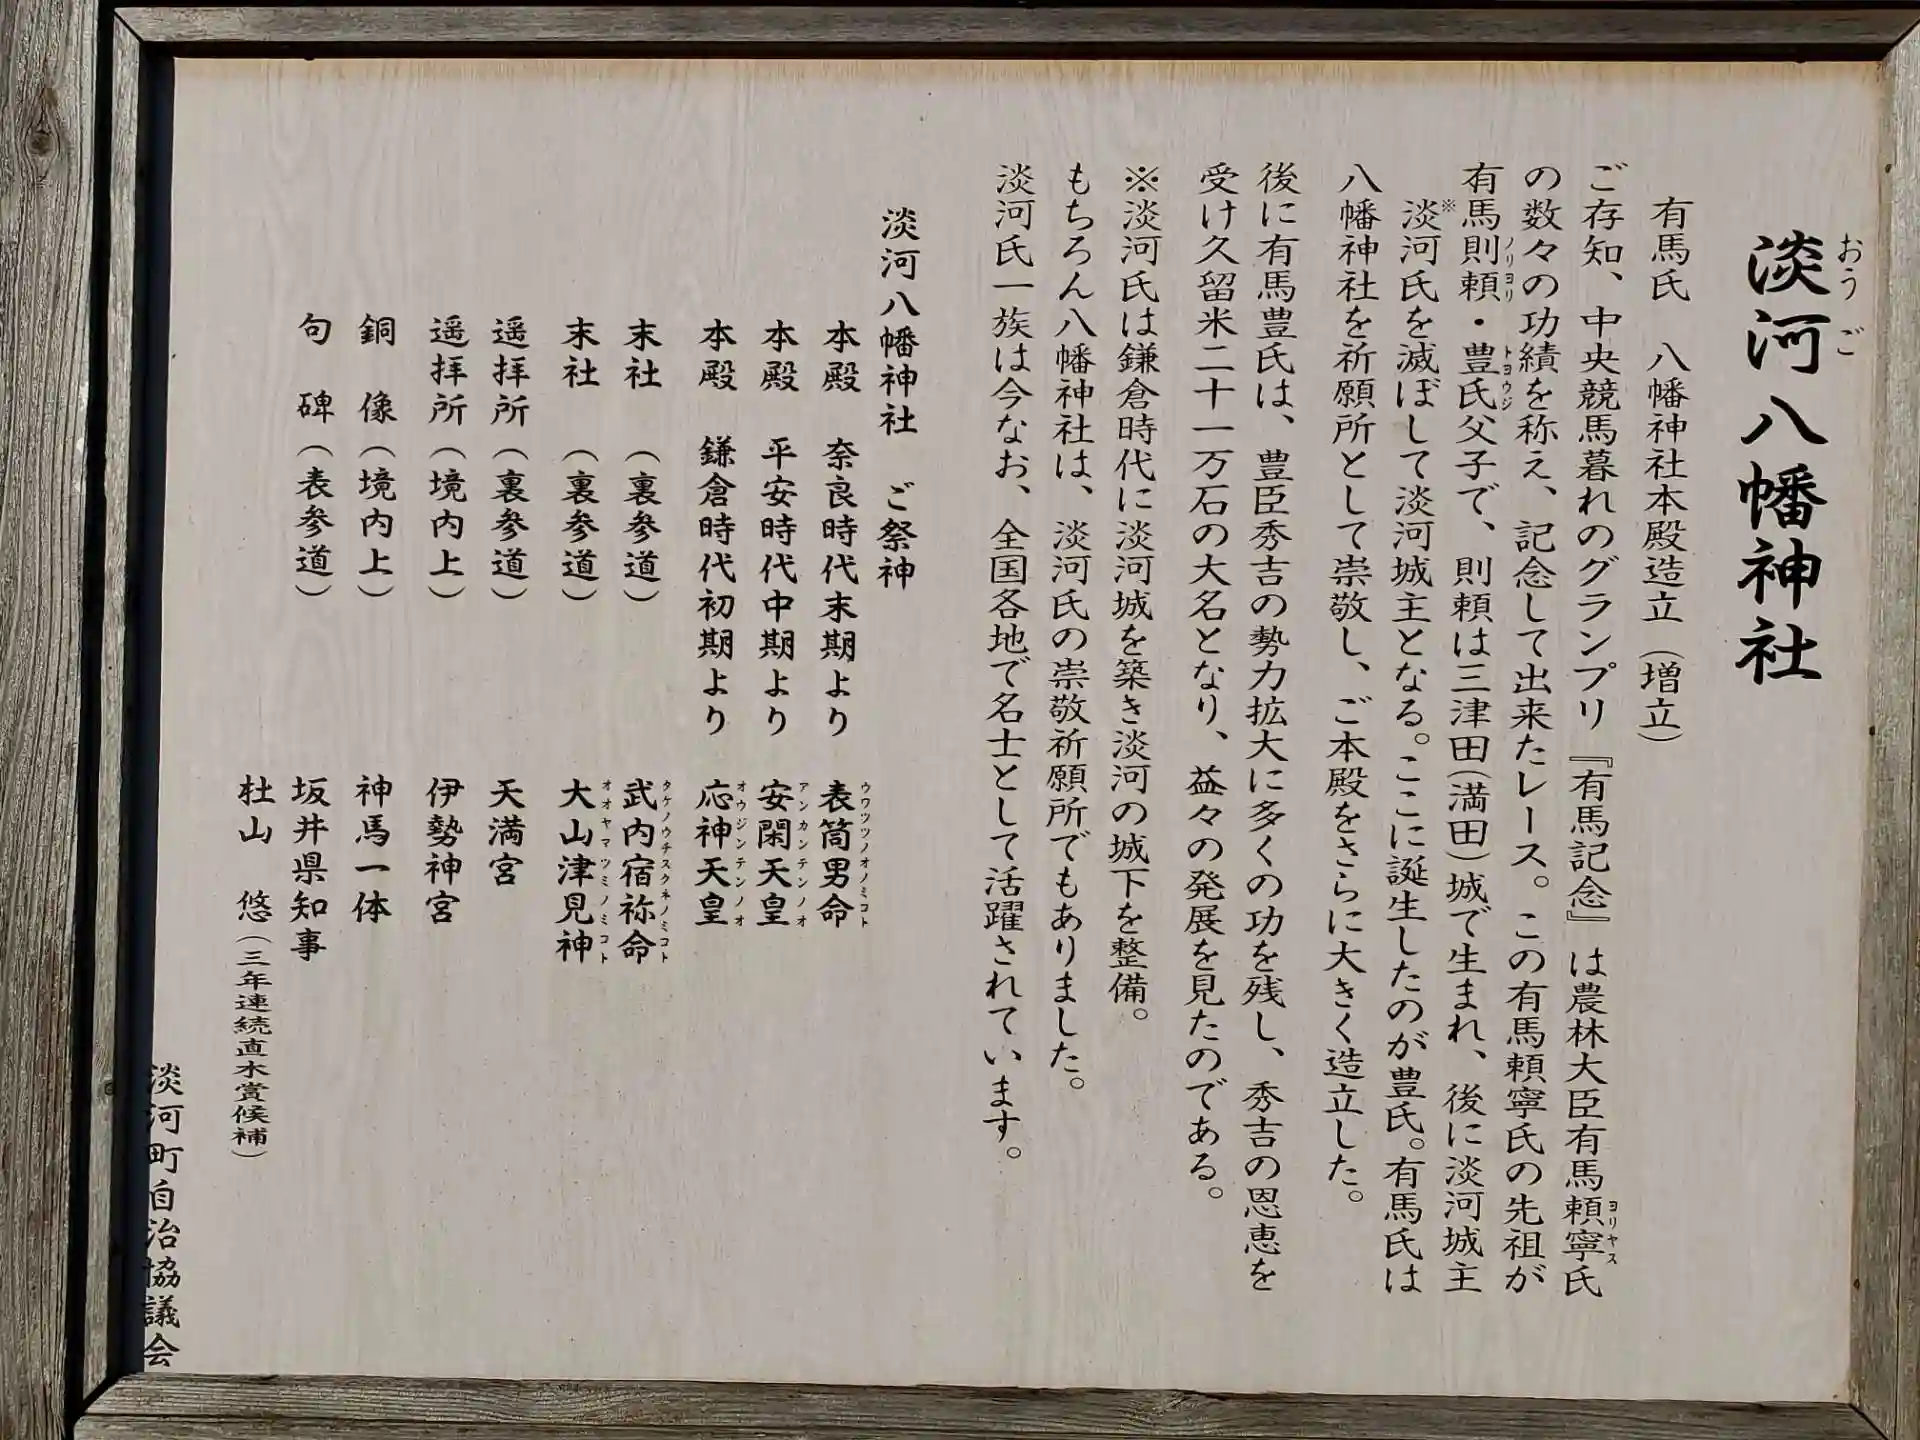 淡河八幡神社
おうご
有馬氏　八幡神社本殿造立（増立）
ご存知、中央競馬暮れのグランプリ『有馬記念』は農林大臣有馬頼寧氏
ヨリヤス
の数々の功績を称え、記念して出来たレース。この有馬頼寧氏の先祖が
有馬則頼・豊氏父子で、則頼は三津田(満田)城で生まれ、後に淡河城主
ノリヨリ　トヨウジ
※淡河氏を滅ぼして淡河城主となる。ここに誕生したのが豊氏。有馬氏は
八幡神社を祈願所として崇敬し、ご本殿をさらに大きく造立した。
後に有馬豊氏は、豊臣秀吉の勢力拡大に多くの功を残し、秀吉の恩恵を
受け久留米二十一万石の大名となり、益々の発展を見たのである。
※淡河氏は鎌倉時代に淡河城を築き淡河の城下を整備。
もちろん八幡神社は、淡河氏の崇敬祈願所でもありました。
淡河氏一族は今なお、全国各地で名士として活躍されています。
淡河八幡神社　ご祭神
本殿　奈良時代末期より　表筒男命
ウワツツノオノミコト
本殿　平安時代中期より　安閑天皇
アンカンテンノオ
本殿　鎌倉時代初期より　応神天皇
オウジンテンノオ
末社　（裏参道）　武内宿祢命
タケノウチスクネノミコト
末社　（裏参道）　大山津見神
オオヤマツミノミコト
遥拝所（裏参道）　天満宮
遥拝所（境内上）　伊勢神宮
銅　像（境内上）　神馬一体
句　碑（表参道）　坂井県知事
杜山　悠（三年連続直木賞候補）
淡河町自治協議会